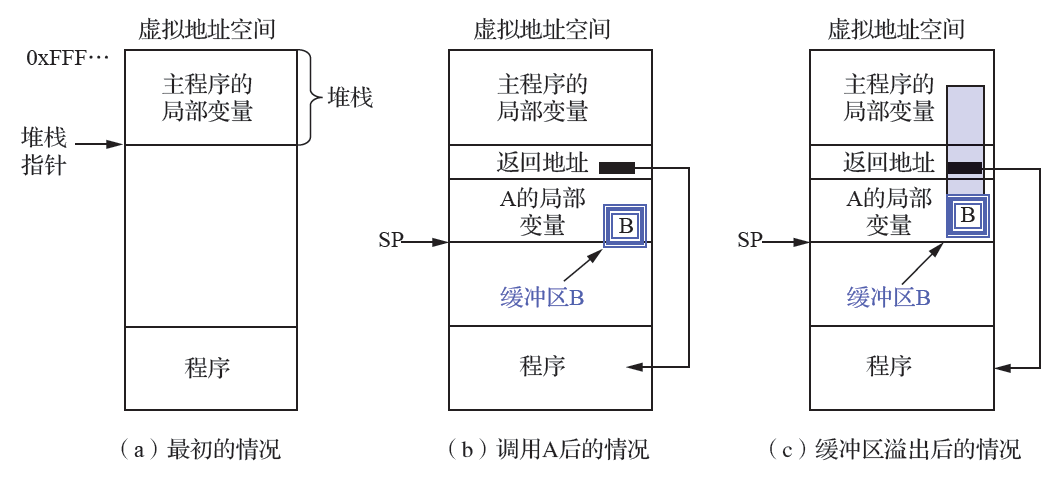 虚拟地址空间
0xFFF…
主程序的
局部变量
堆栈
堆栈
指针
程序
（a）最初的情况
虚拟地址空间
主程序的
局部变量
返回地址
A的局部
变量
B
SP
缓冲区B
程序
（b）调用A后的情况
虚拟地址空间
主程序的
局部变量
返回地址
A的局部
变量
B
SP
缓冲区B
程序
（c）缓冲区溢出后的情况